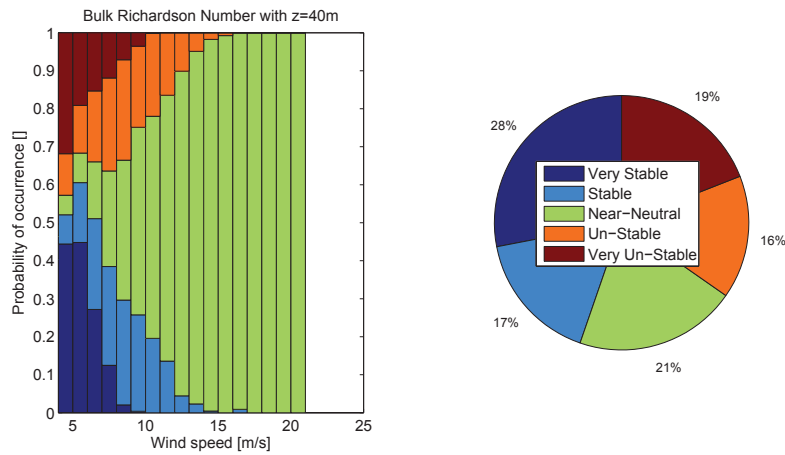 Bulk Richardson Number with z=40m
Probability of occurrence []
1
0.9
0.8
0.7
0.6
0.5
0.4
0.3
0.2
0.1
0
5
10
15
20
25
Wind speed [m/s]
28%
19%
16%
21%
17%
Very Stable
Stable
Near−Neutral
Un−Stable
Very Un−Stable